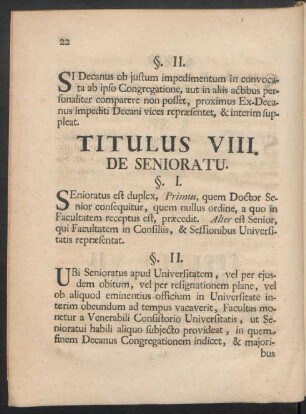 22
§. II.
SI Decanus ob justum impedimentum in convoca-
ta ab ipso Congregatione, aut in aliis actibus per-
sonaliter comparere non posset, proximus Ex-Deca-
nus impediti Decani vices repræsentet, & interim sup-
pleat.
TITULUS VIII.
DE SENIORATU.
§. I.
SEnioratus est duplex, Primus, quem Doctor Se-
nior consequitur, quem nullus ordine, a quo in
Facultatem receptus est, præcedit. Alter est Senior,
qui Facultatem in Consiliis, & Sessionibus Universi-
tatis repræsentat.
§. II.
UBi Senioratus apud Universitatem, vel per ejus-
dem obitum, vel per resignationem plane, vel
ob aliquod eminentius officium in Universitate in-
terim obeundum ad tempus vacaverit, Facultas mo-
netur a Venerabili Consistorio Universitatis, ut Se-
nioratui habili aliquo subjecto provideat, in quem
finem Decanus Congregationem indicet, & majori-
bus